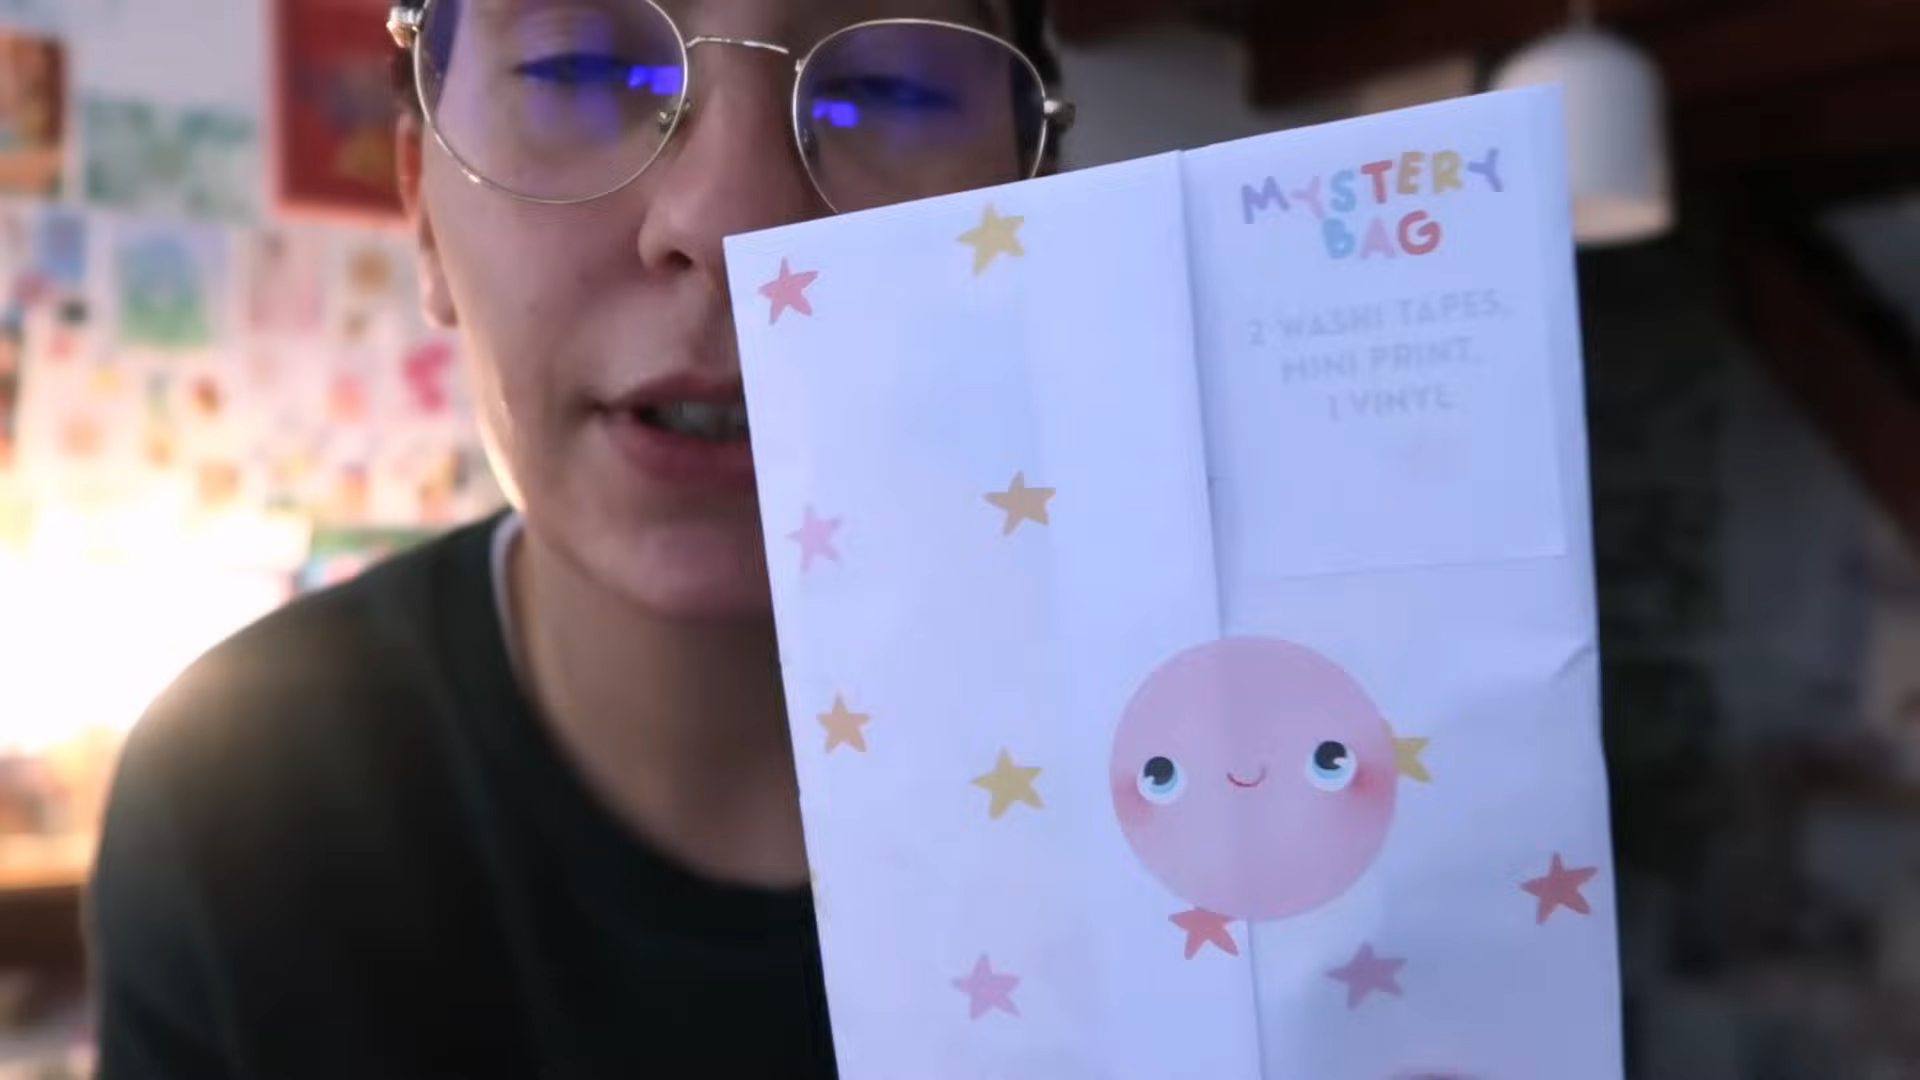 MYSTERY
BAG
2 WASHI TAPES,
MINI PRINT,
1 VINYL